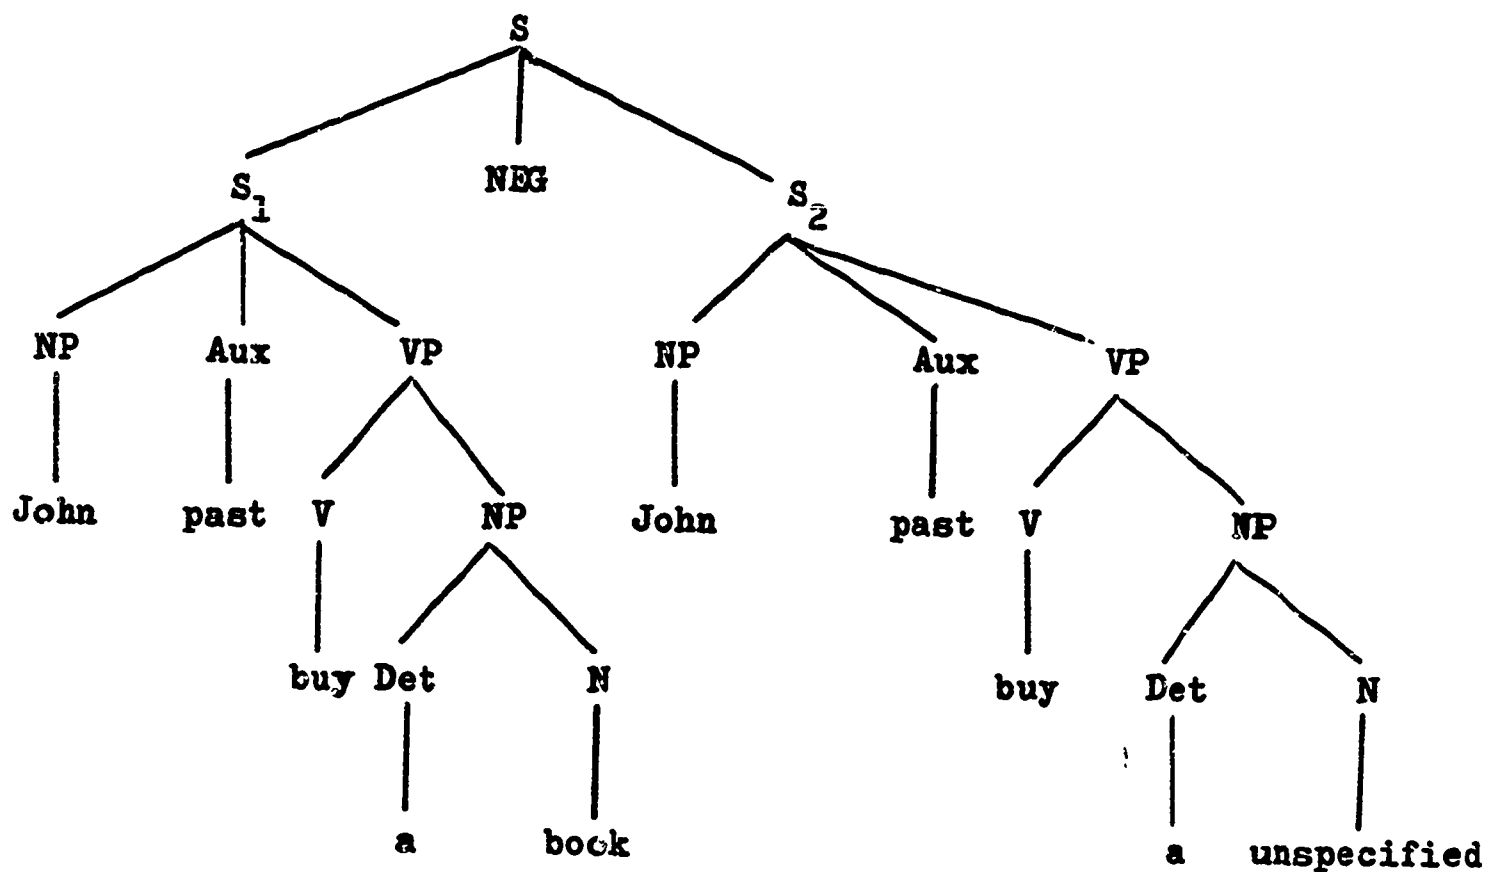 S
S1 NEG S2
NP Aux VP NP Aux VP
John past V NP John past V NP
buy Det N buy Det N
a book a unspecified